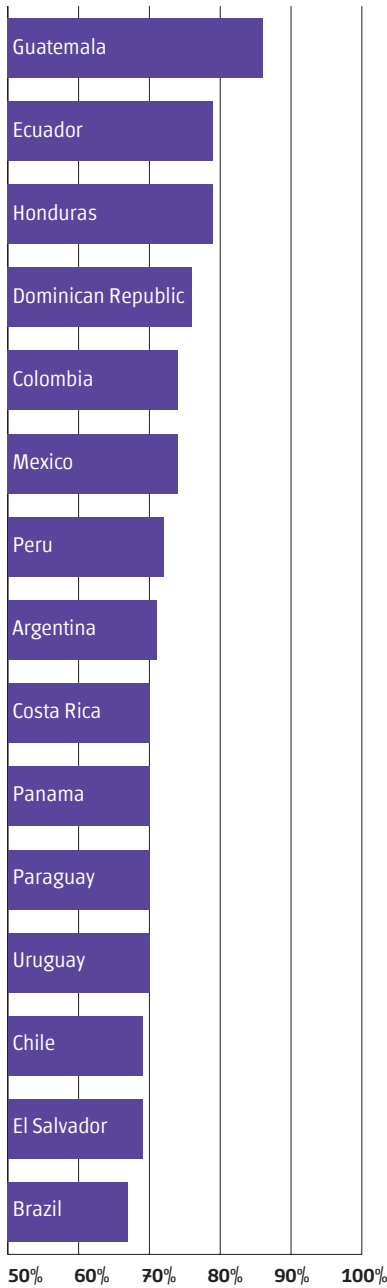 Guatemala
Ecuador
Honduras
Dominican Republic
Colombia
Mexico
Peru
Argentina
Costa Rica
Panama
Paraguay
Uruguay
Chile
El Salvador
Brazil
50% 60% 70% 80% 90% 100%